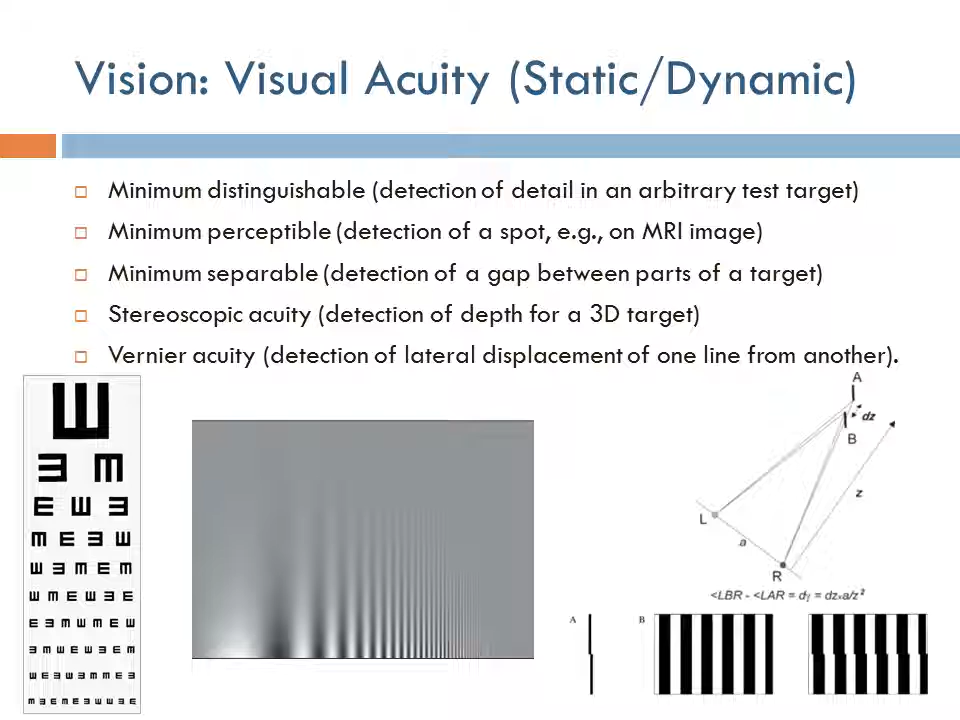 Vision: Visual Acuity (Static/Dynamic)
Minimum distinguishable (detection of detail in an arbitrary test target)
Minimum perceptible (detection of a spot, e.g., on MRI image)
Minimum separable (detection of a gap between parts of a target)
Stereoscopic acuity (detection of depth for a 3D target)
Vernier acuity (detection of lateral displacement of one line from another).
A
dz
B
z
L
a
R
<LBR - <LAR = dγ = dz*a/z²
A B